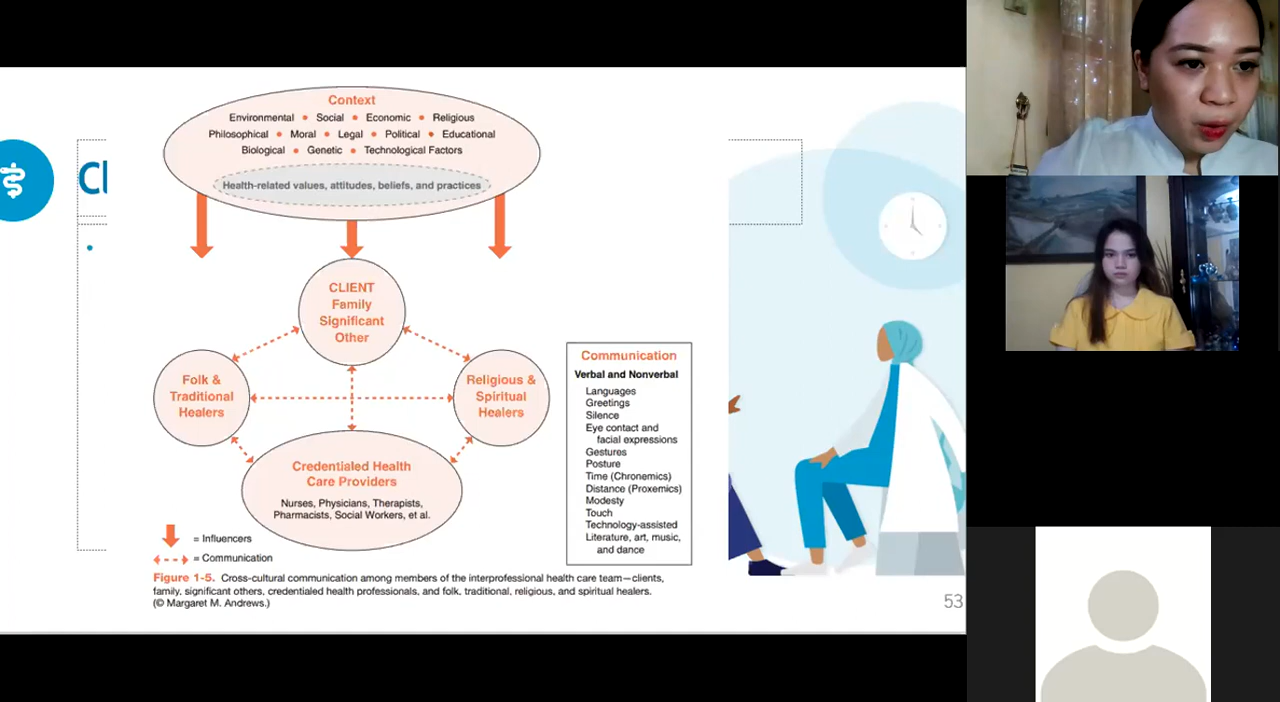 Cl
Context
Environmental • Social • Economic • Religious
Philosophical • Moral • Legal • Political • Educational
Biological • Genetic • Technological Factors
Health-related values, attitudes, beliefs, and practices
CLIENT
Family
Significant
Other
Folk &
Traditional
Healers
Religious &
Spiritual
Healers
Credentialed Health
Care Providers
Nurses, Physicians, Therapists,
Pharmacists, Social Workers, et al.
Communication
Verbal and Nonverbal
Languages
Greetings
Silence
Eye contact and
facial expressions
Gestures
Posture
Time (Chronemics)
Distance (Proxemics)
Modesty
Touch
Technology-assisted
Literature, art, music,
and dance
= Influencers
= Communication
Figure 1-5. Cross-cultural communication among members of the interprofessional health care team—clients,
family, significant others, credentialed health professionals, and folk, traditional, religious, and spiritual healers.
(© Margaret M. Andrews.)
53